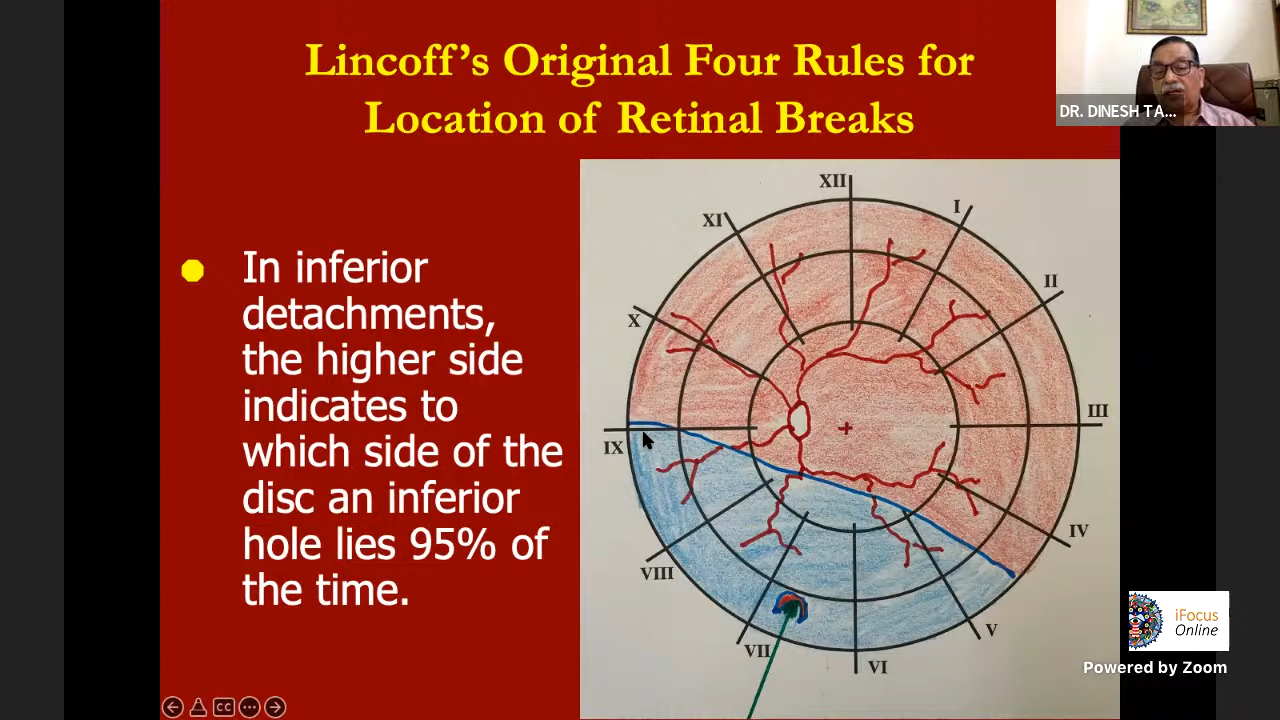 Lincoff's Original Four Rules for
Location of Retinal Breaks
DR. DINESH TA...
In inferior
detachments,
the higher side
indicates to
which side of the
disc an inferior
hole lies 95% of
the time.
XII
I
II
III
IV
V
VI
VII
VIII
IX
X
XI
CC
iFocus
Online
Powered by Zoom